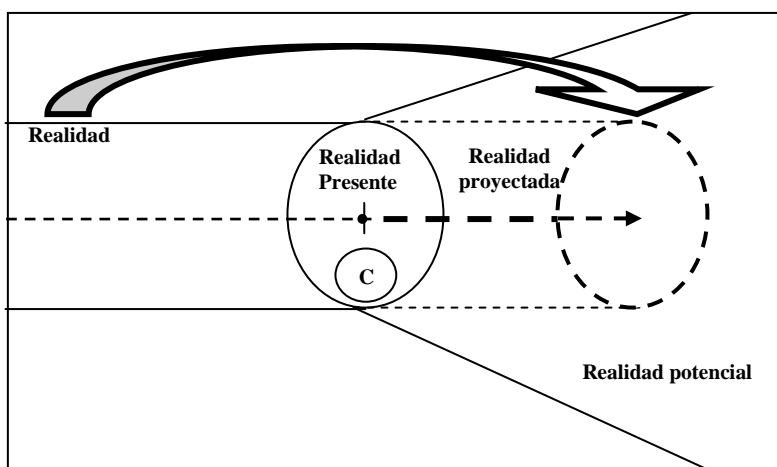 Realidad
Realidad
Presente
Realidad
proyectada
C
Realidad potencial